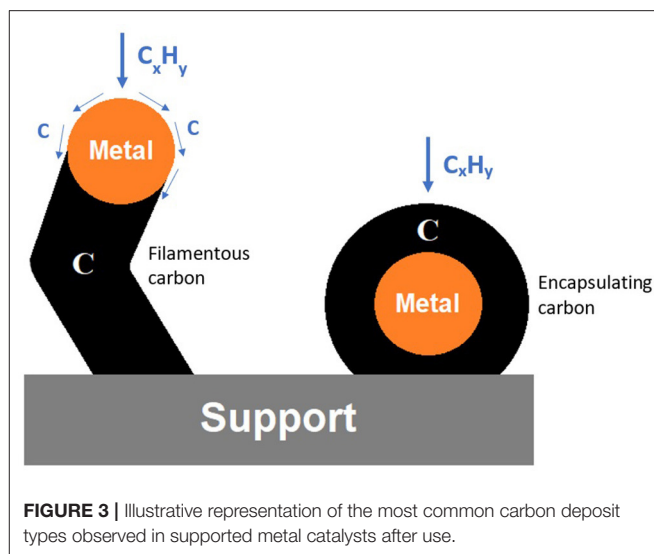 CxHy
C
C
Metal
C
Filamentous
carbon
CxHy
C
Metal
Encapsulating
carbon
Support
FIGURE 3 | Illustrative representation of the most common carbon deposit
types observed in supported metal catalysts after use.